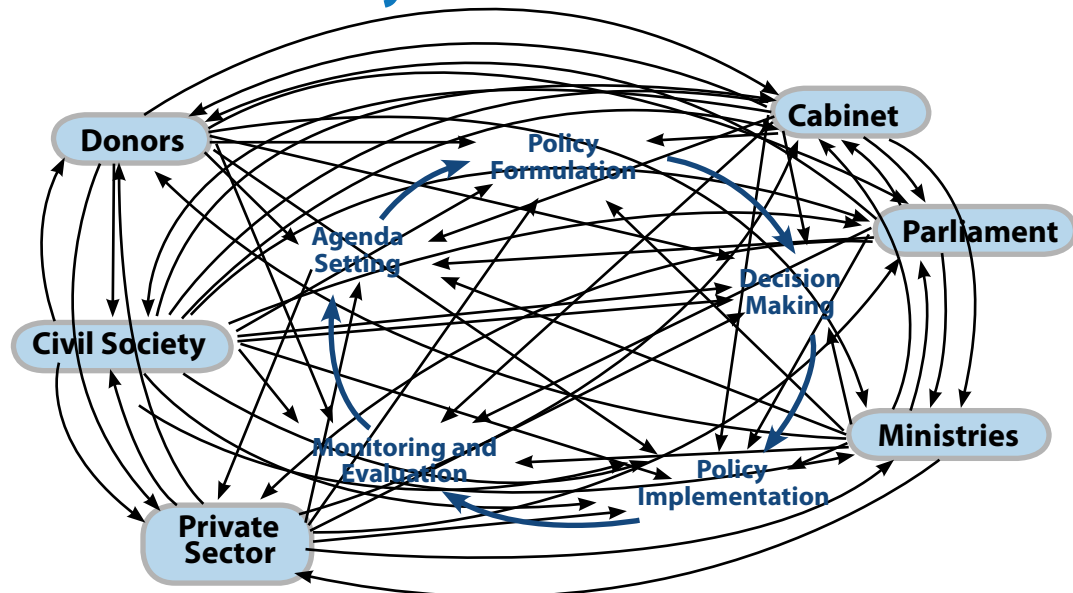 Cabinet
Donors
Policy
Formulation
Parliament
Agenda
Setting
Decision
Making
Civil Society
Ministries
Monitoring and
Evaluation
Policy
Implementation
Private
Sector